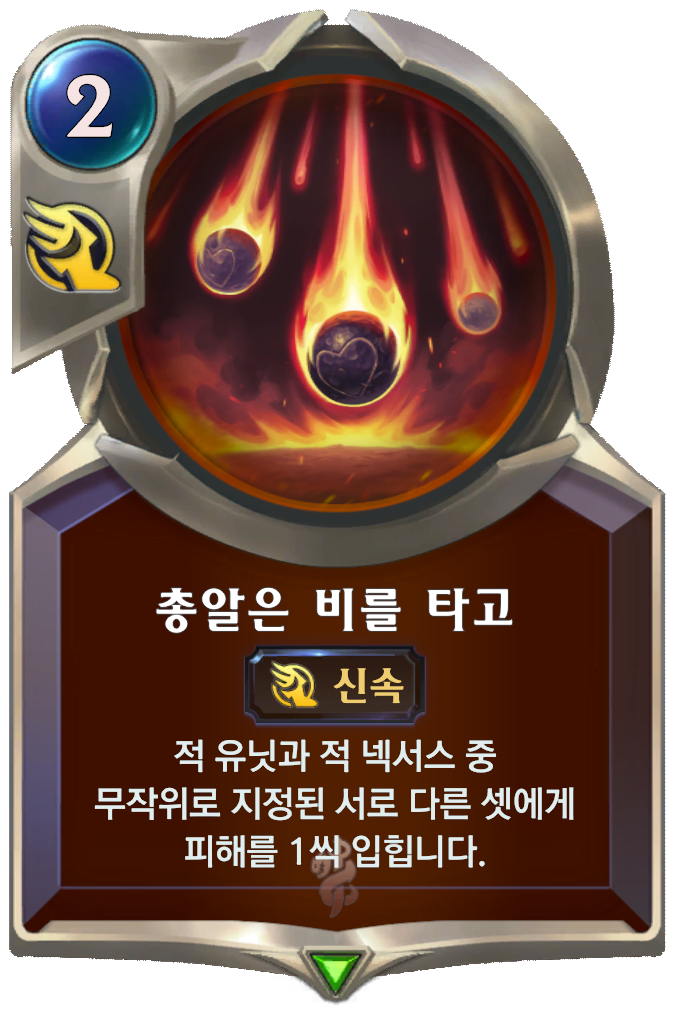 2
총알은 비를 타고
신속
적 유닛과 적 넥서스 중
무작위로 지정된 서로 다른 셋에게
피해를 1씩 입힙니다.